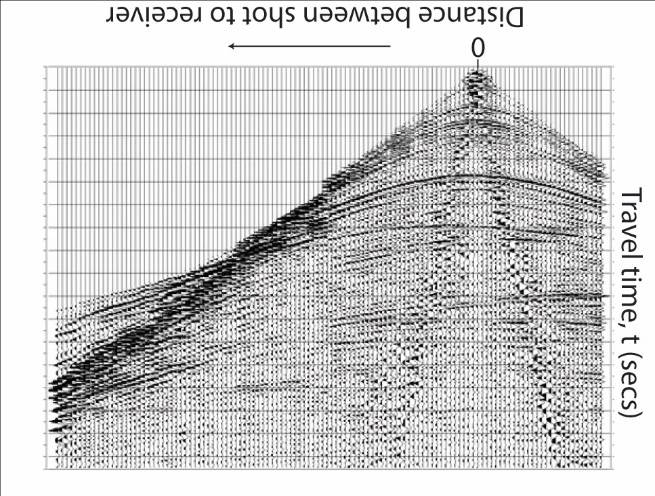 Distance between shot to receiver
0
Travel time, t (secs)